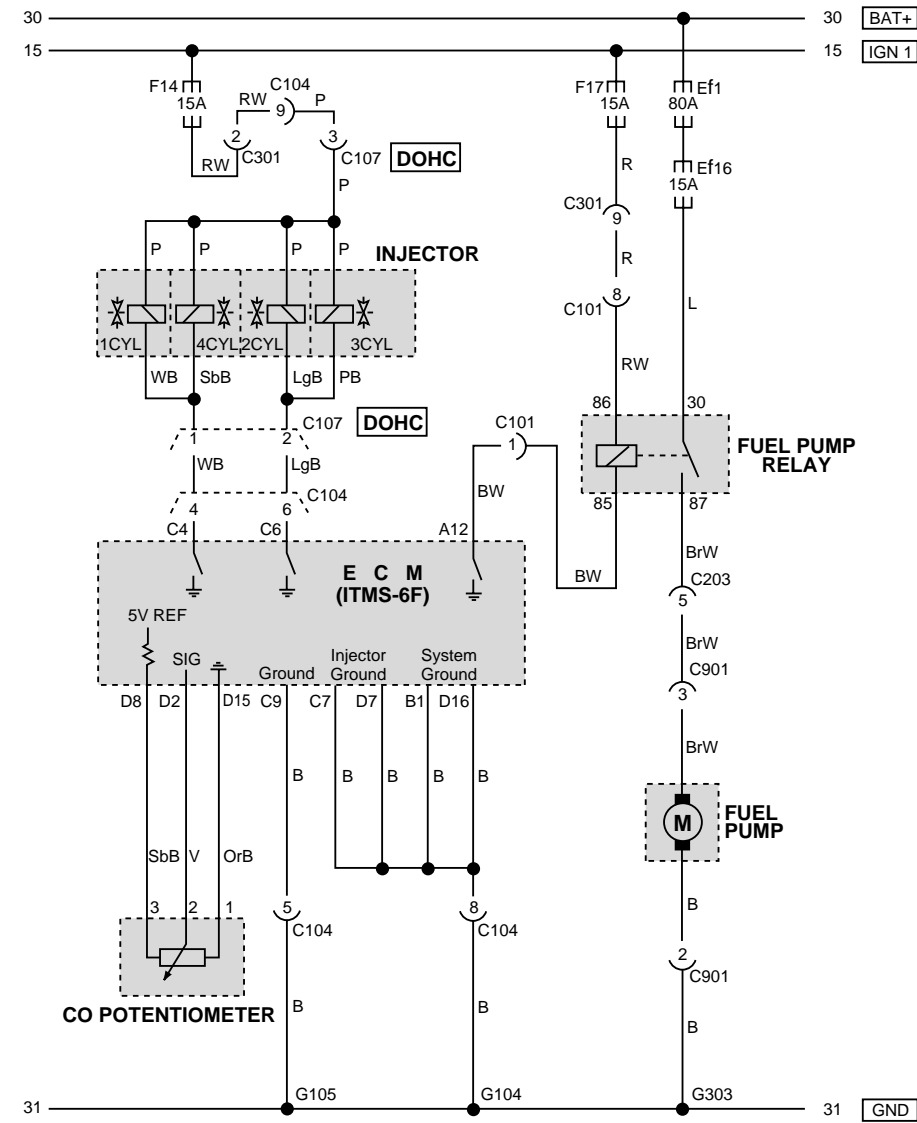 30 30 BAT+
15 15 IGN 1
F14 C104 F17 Ef1
15A RW 9 P 15A 80A
2 3
RW C301 C107 DOHC R Ef16
15A
P C301 9
P P P P INJECTOR R
8
C101 L
1CYL 4CYL 2CYL 3CYL
WB SbB LgB PB RW
86 30
C107 DOHC C101
1 2 1 FUEL PUMP
RELAY
WB LgB
BW
C104
4 6 85 87
C4 C6 A12
BrW
E C M BW C203
(ITMS-6F) 5
5V REF
BrW
SIG Injector System
Ground Ground Ground C901
3
D8 D2 D15 C9 C7 D7 B1 D16
BrW
B B B B B
M FUEL
PUMP
SbB V OrB
3 2 1 5 8 B
C104 C104
2
C901
CO POTENTIOMETER B B
B
G105 G104 G303
31 31 GND